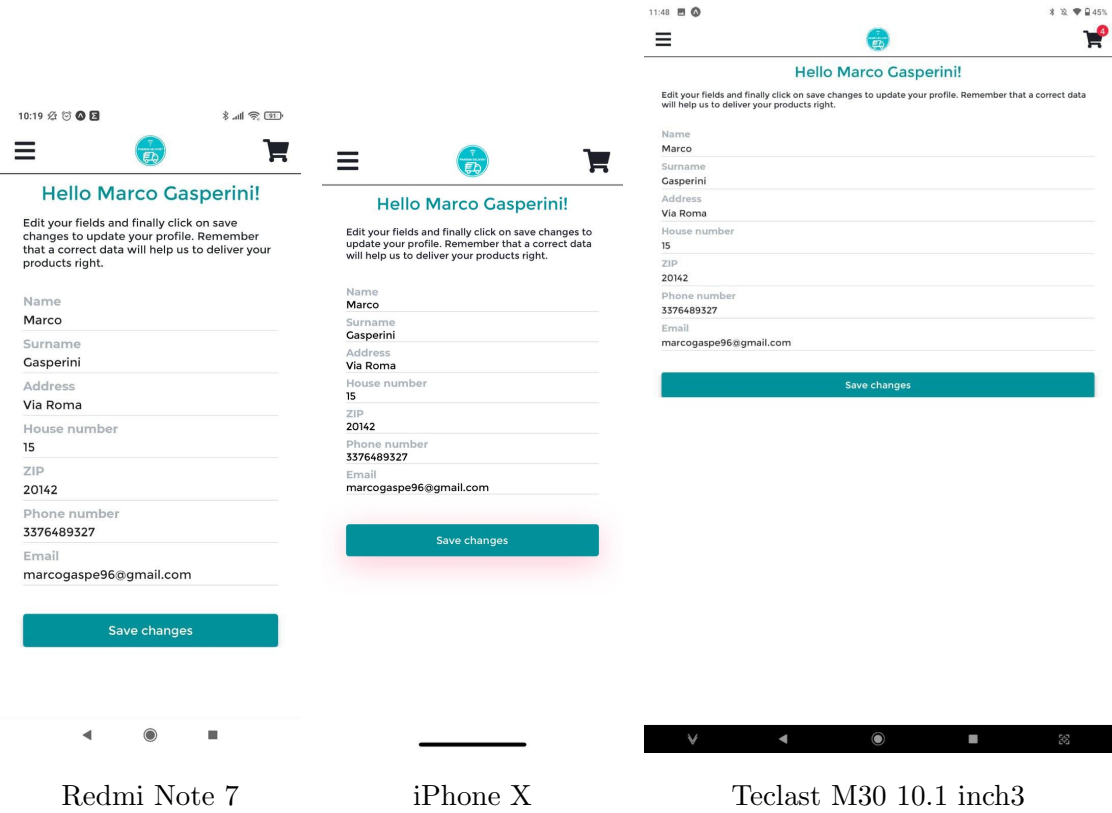 10:19
91
Hello Marco Gasperini!
Edit your fields and finally click on save
changes to update your profile. Remember
that a correct data will help us to deliver your
products right.
Name
Marco
Surname
Gasperini
Address
Via Roma
House number
15
ZIP
20142
Phone number
3376489327
Email
marcogaspe96@gmail.com
Save changes
Redmi Note 7
Hello Marco Gasperini!
Edit your fields and finally click on save changes to
update your profile. Remember that a correct data
will help us to deliver your products right.
Name
Marco
Surname
Gasperini
Address
Via Roma
House number
15
ZIP
20142
Phone number
3376489327
Email
marcogaspe96@gmail.com
Save changes
iPhone X
11:48
45%
4
Hello Marco Gasperini!
Edit your fields and finally click on save changes to update your profile. Remember that a correct data
will help us to deliver your products right.
Name
Marco
Surname
Gasperini
Address
Via Roma
House number
15
ZIP
20142
Phone number
3376489327
Email
marcogaspe96@gmail.com
Save changes
Teclast M30 10.1 inch3